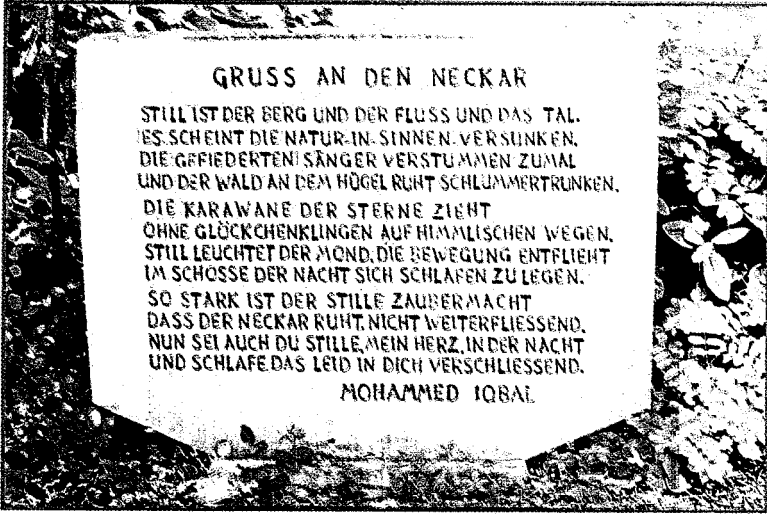 GRUSS AN DEN NECKAR
STILL IST DER BERG UND DER FLUSS UND DAS TAL.
ES SCHEINT DIE NATUR IN SINNEN VERSUNKEN.
DIE GEFIEDERTEN SÄNGER VERSTUMMEN ZUMAL
UND DER WALD AN DEM HÜGEL RUHT SCHLUMMERTRUNKEN.
DIE KARAWANE DER STERNE ZIEHT
OHNE GLÖCKCHENKLINGEN AUF HIMMLISCHEN WEGEN.
STILL LEUCHTET DER MOND, DIE BEWEGUNG ENTFLIEHT
IM SCHOSSE DER NACHT SICH SCHLAFEN ZU LEGEN.
SO STARK IST DER STILLE ZAUBERMACHT
DASS DER NECKAR RUHT, NICHT WEITERFLIESSEND.
NUN SEI AUCH DU STILLE, MEIN HERZ, IN DER NACHT
UND SCHLAFE, DAS LEID IN DICH VERSCHLIESSEND.
MOHAMMED IQBAL